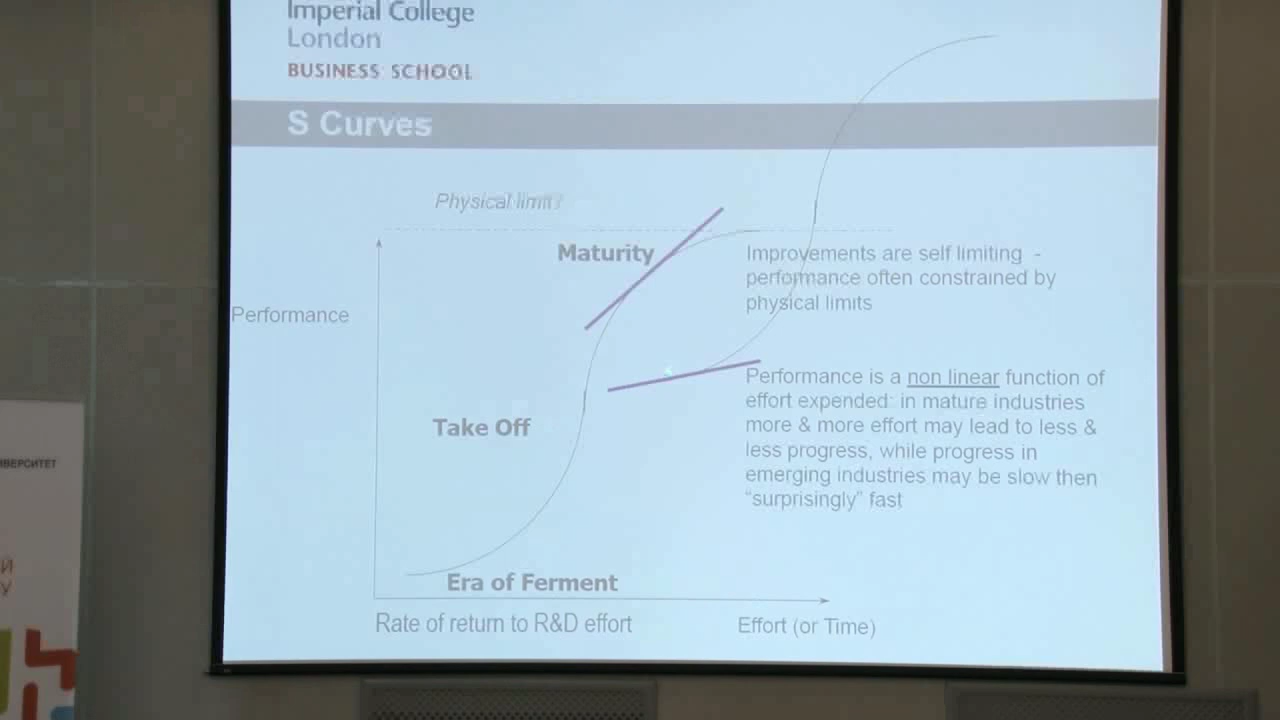 Imperial College
London
BUSINESS SCHOOL
S Curves
Physical limit
Maturity
Improvements are self limiting -
performance often constrained by
physical limits
Performance
Performance is a non linear function of
effort expended: in mature industries
more & more effort may lead to less &
less progress, while progress in
emerging industries may be slow then
“surprisingly” fast
Take Off
Era of Ferment
Rate of return to R&D effort
Effort (or Time)
ИВЕРСИТЕТ
Й
У